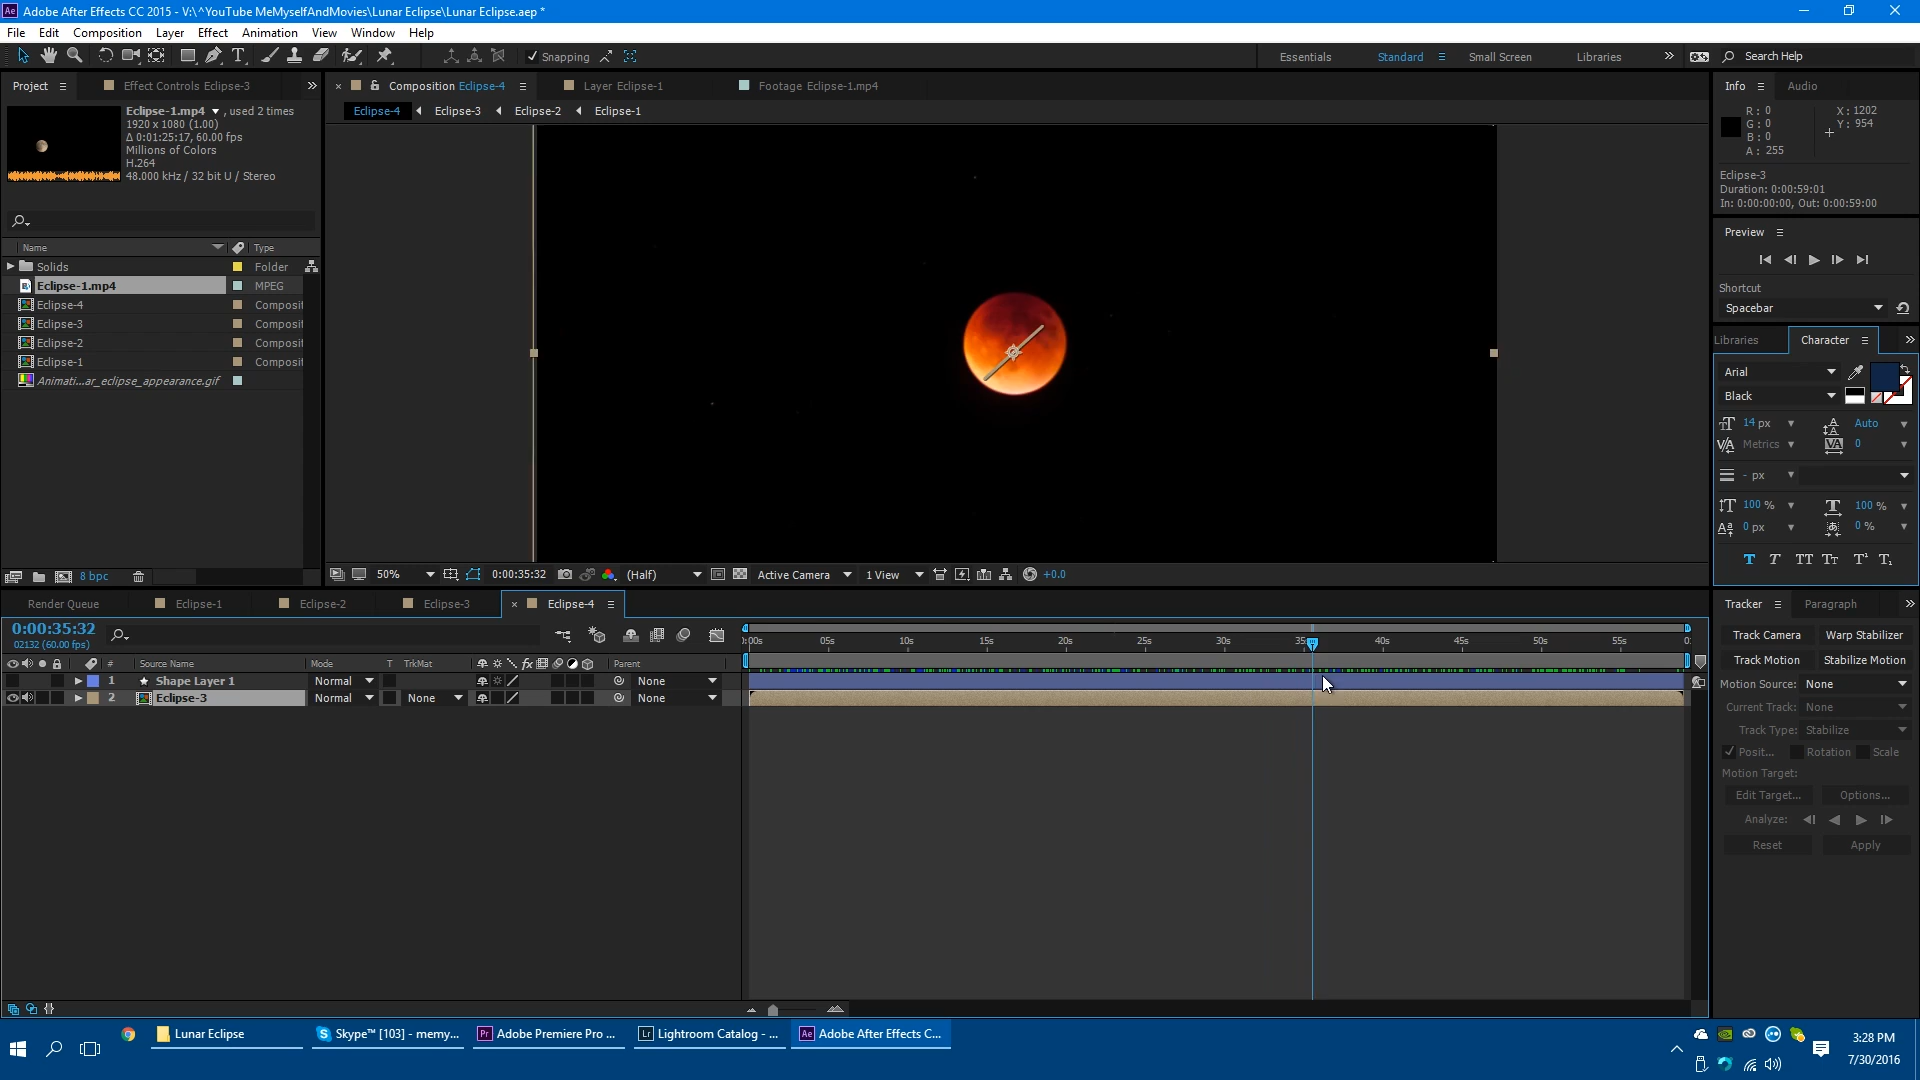 Ae Adobe After Effects CC 2015 - V:\^YouTube MeMyselfAndMovies\Lunar Eclipse\Lunar Eclipse.aep *
File Edit Composition Layer Effect Animation View Window Help
Snapping
Essentials Standard Small Screen Libraries Search Help
Project Effect Controls Eclipse-3
Eclipse-1.mp4 , used 2 times
1920 x 1080 (1.00)
Δ 0:01:25:17, 60.00 fps
Millions of Colors
H.264
48.000 kHz / 32 bit U / Stereo
Name Type
Solids Folder
Eclipse-1.mp4 MPEG
Eclipse-4 Composit
Eclipse-3 Composit
Eclipse-2 Composit
Eclipse-1 Composit
Animati...ar_eclipse_appearance.gif
8 bpc
Composition Eclipse-4 Layer Eclipse-1 Footage Eclipse-1.mp4
Eclipse-4 Eclipse-3 Eclipse-2 Eclipse-1
50% 0:00:35:32 (Half) Active Camera 1 View +0.0
Info Audio
R: 0 X: 1202
G: 0 Y: 954
B: 0
A: 255
Eclipse-3
Duration: 0:00:59:01
In: 0:00:00:00, Out: 0:00:59:00
Preview
Shortcut
Spacebar
Libraries Character
Arial
Black
14 px Auto
Metrics 0
- px
100 % 100 %
0 px 0 %
Render Queue Eclipse-1 Eclipse-2 Eclipse-3 Eclipse-4
0:00:35:32
02132 (60.00 fps)
# Source Name Mode T TrkMat fx Parent
1 Shape Layer 1 Normal None
2 Eclipse-3 Normal None None
):00s 05s 10s 15s 20s 25s 30s 35s 40s 45s 50s 55s 0:
Tracker Paragraph
Track Camera Warp Stabilizer
Track Motion Stabilize Motion
Motion Source: None
Current Track: None
Track Type: Stabilize
Posit... Rotation Scale
Motion Target:
Edit Target... Options...
Analyze:
Reset Apply
Lunar Eclipse Skype™ [103] - memy... Pr Adobe Premiere Pro ... Lr Lightroom Catalog - ... Ae Adobe After Effects C...
3:28 PM
7/30/2016